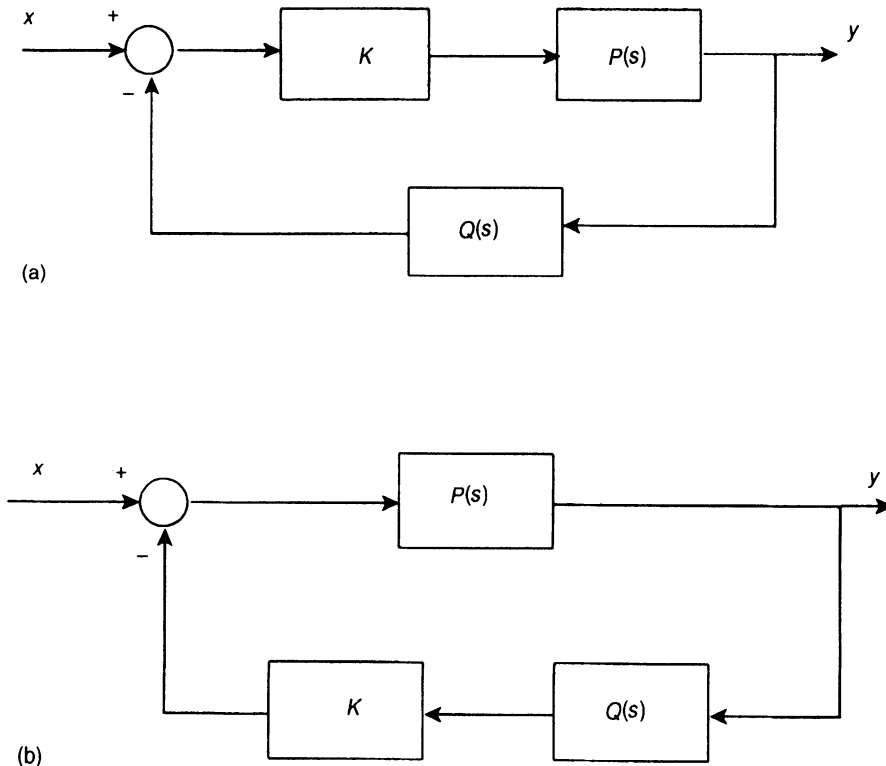 x + K P(s) y
−
Q(s)
(a)
x + P(s) y
−
K Q(s)
(b)